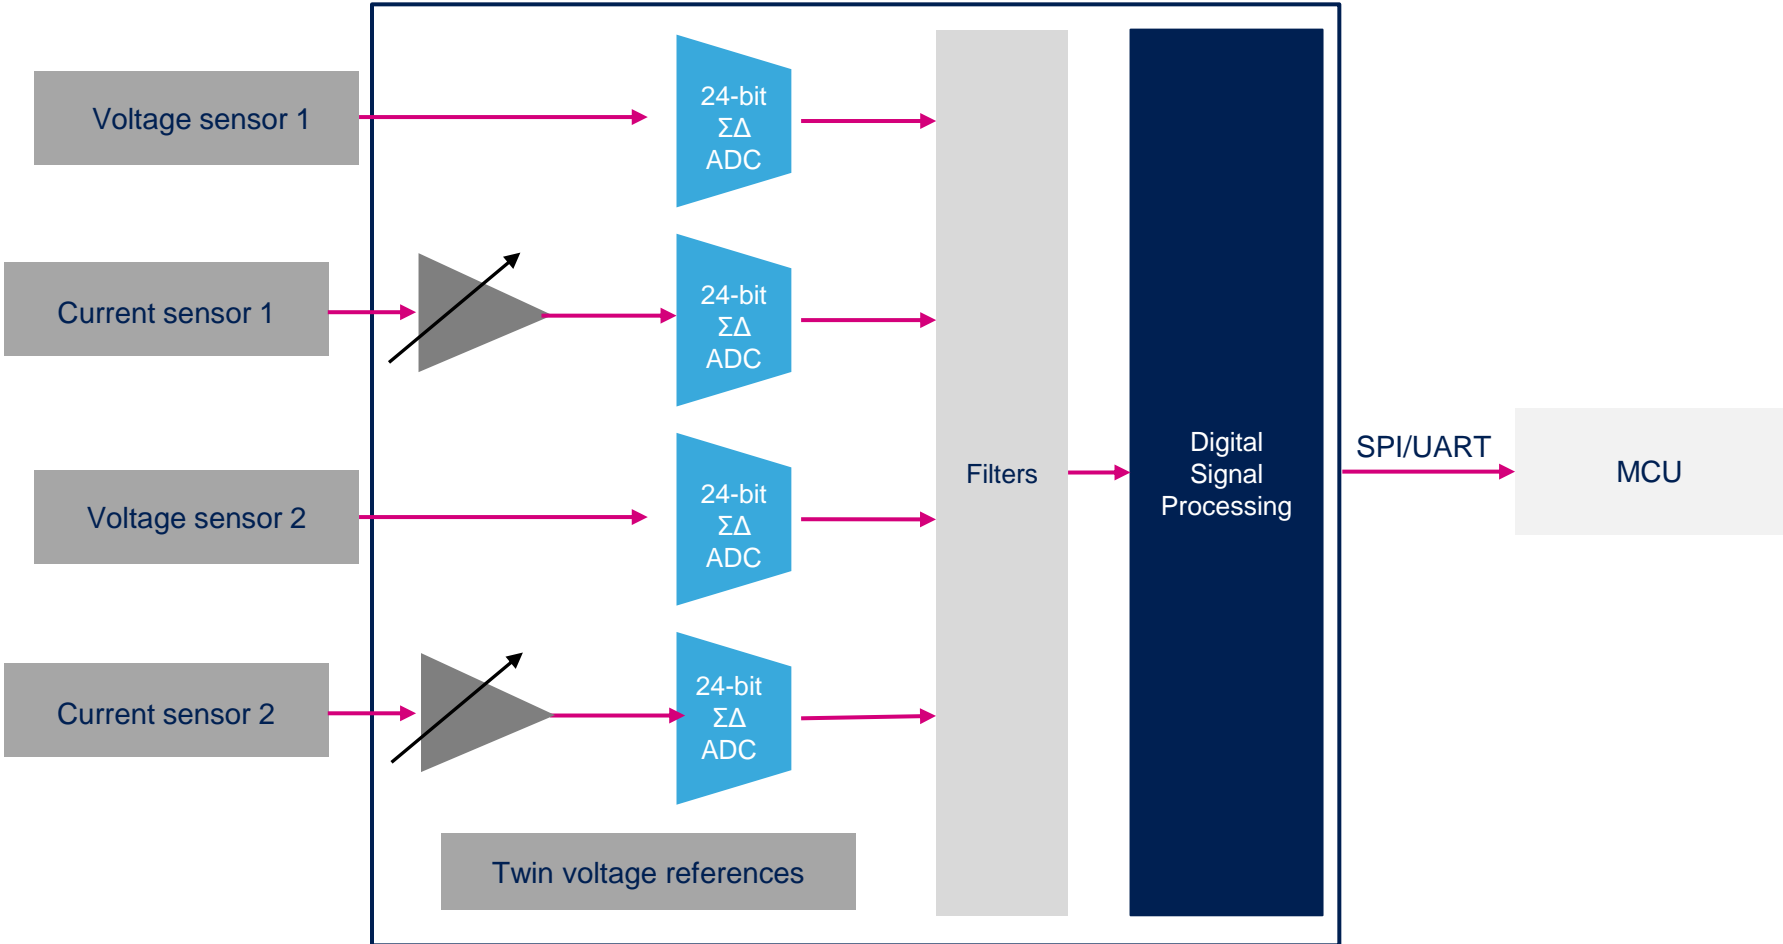 Voltage sensor 1
24-bit
ΣΔ
ADC
Current sensor 1
24-bit
ΣΔ
ADC
Voltage sensor 2
24-bit
ΣΔ
ADC
Current sensor 2
24-bit
ΣΔ
ADC
Twin voltage references
Filters
Digital
Signal
Processing
SPI/UART
MCU